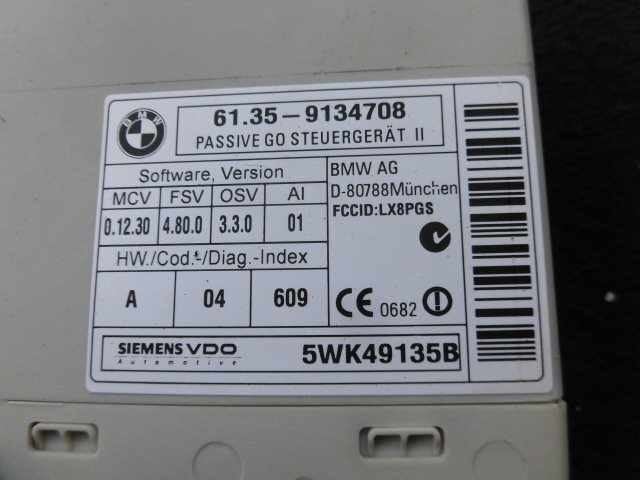 BMW
61.35-9134708
PASSIVE GO STEUERGERÄT II
Software, Version
MCV FSV OSV AI
0.12.30 4.80.0 3.3.0 01
HW./Cod.-/Diag.-Index
A 04 609
BMW AG
D-80788München
FCCID:LX8PGS
CE 0682
SIEMENS VDO
Automotive
5WK49135B